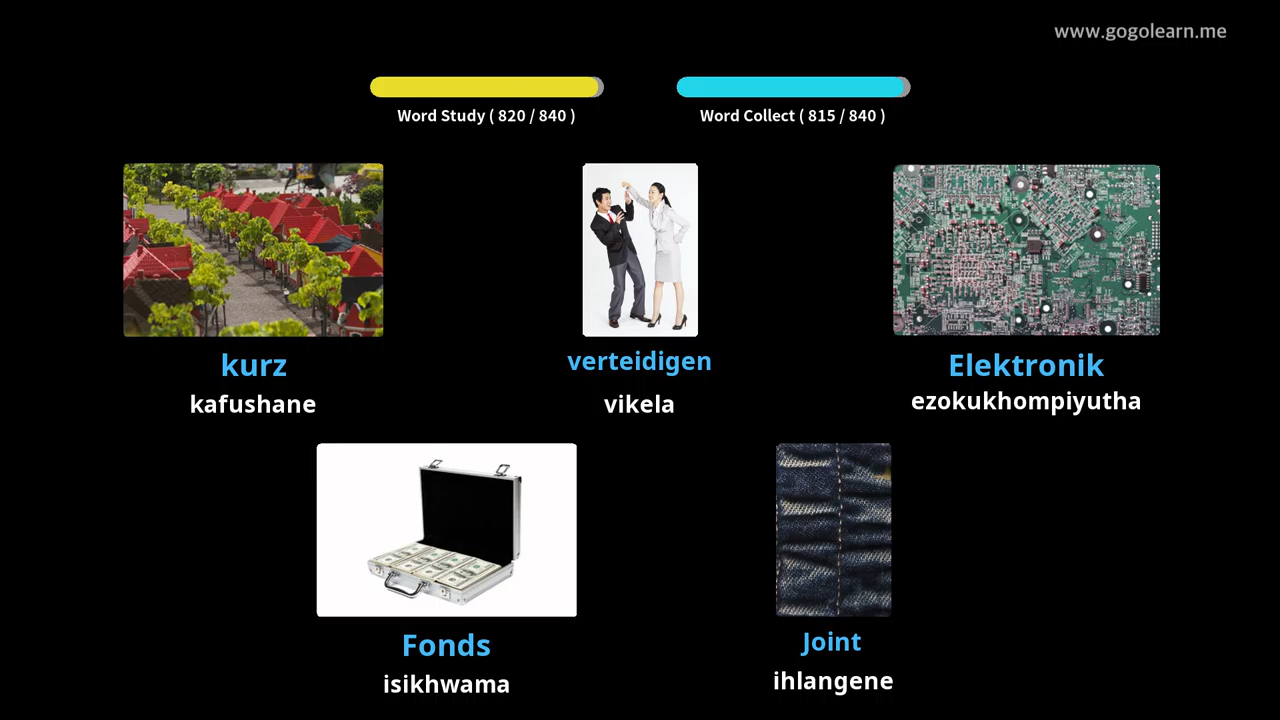 www.gogolearn.me
Word Study ( 820 / 840 )
Word Collect ( 815 / 840 )
kurz
kafushane
verteidigen
vikela
Elektronik
ezokukhompiyutha
Fonds
isikhwama
Joint
ihlangene